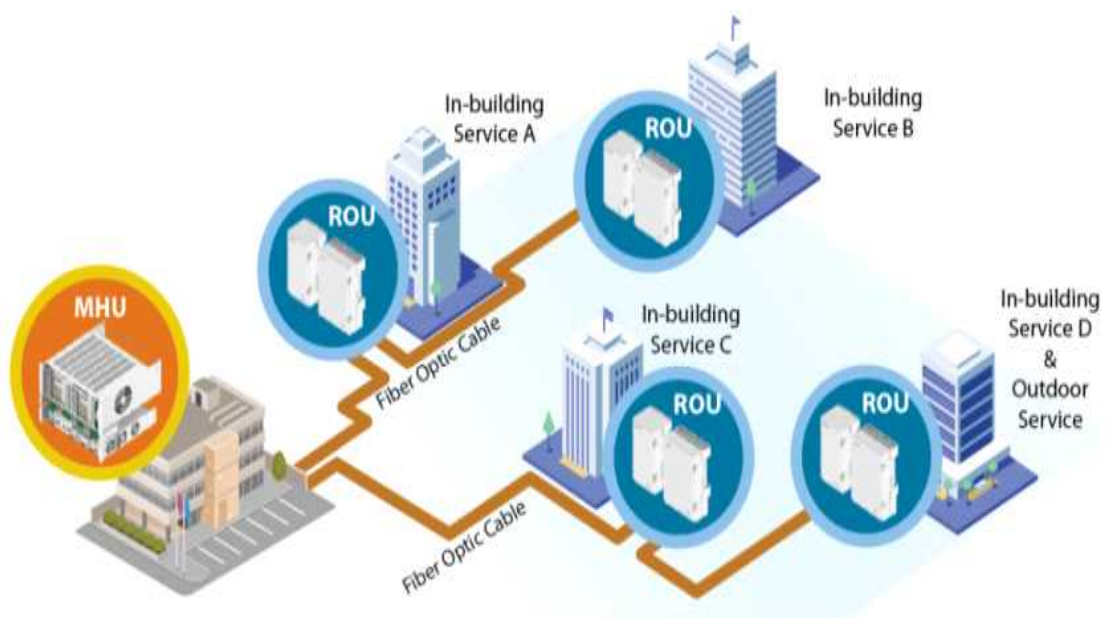 In-building
Service A
ROU
In-building
Service B
ROU
MHU
Fiber Optic Cable
In-building
Service C
ROU
In-building
Service D
&
Outdoor
Service
ROU
Fiber Optic Cable